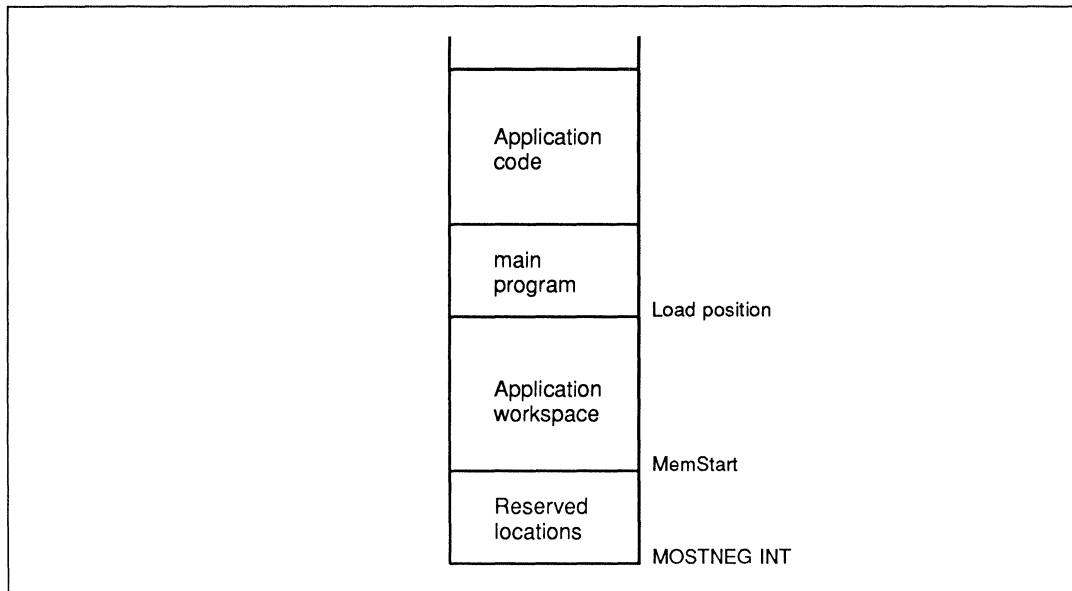 Application
code
main
program
Load position
Application
workspace
MemStart
Reserved
locations
MOSTNEG INT